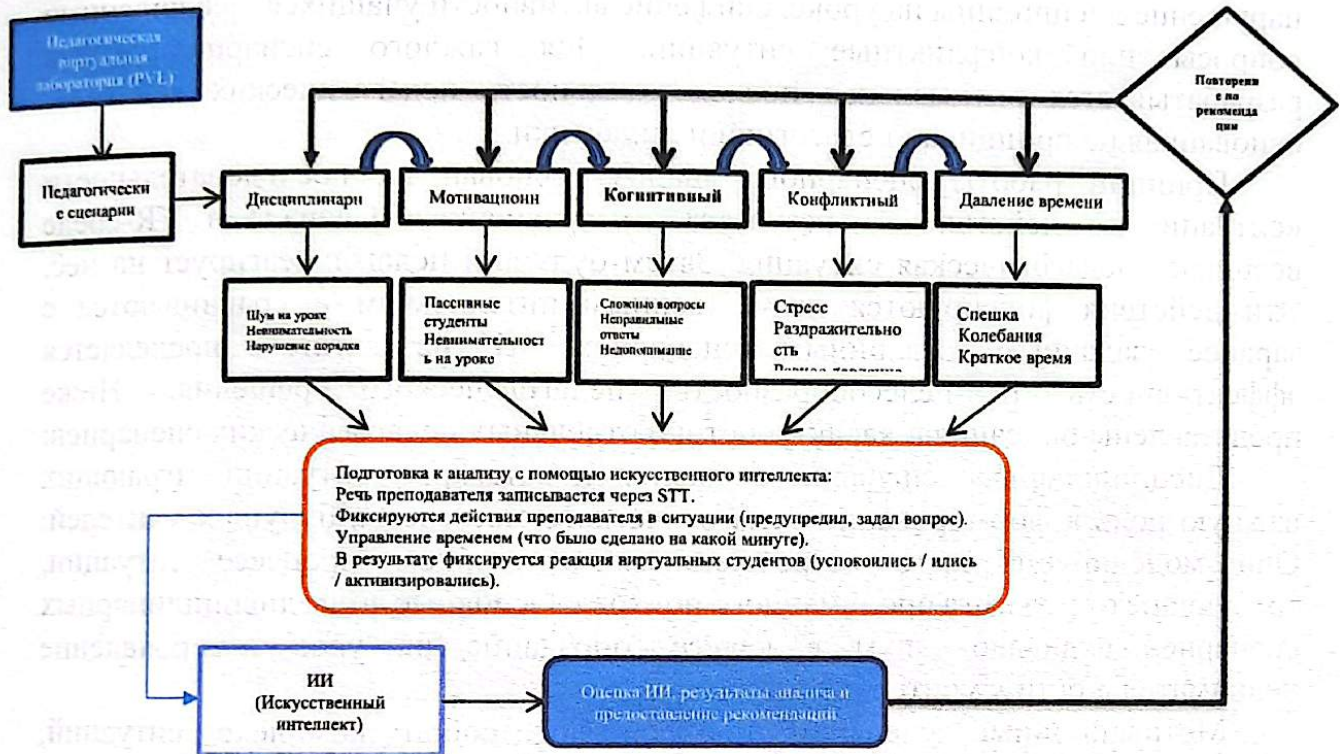 Педагогическая
виртуальная
лаборатория (PVL)
Повторени
е по
рекоменда
ции
Педагогически
е сценарии
Дисциплинарн
Мотивационн
Когнитивный
Конфликтный
Давление времени
Шум на уроке
Невнимательность
Нарушение порядка
Пассивные
студенты
Невнимательност
ь на уроке
Сложные вопросы
Неправильные
ответы
Недопонимание
Стресс
Раздражительно
сть
Спешка
Колебания
Краткое время
Подготовка к анализу с помощью искусственного интеллекта:
Речь преподавателя записывается через STT.
Фиксируются действия преподавателя в ситуации (предупредил, задал вопрос).
Управление временем (что было сделано на какой минуте).
В результате фиксируется реакция виртуальных студентов (успокоились / ились
/ активизировались).
ИИ
(Искусственный
интеллект)
Оценка ИИ, результаты анализа и
предоставление рекомендаций